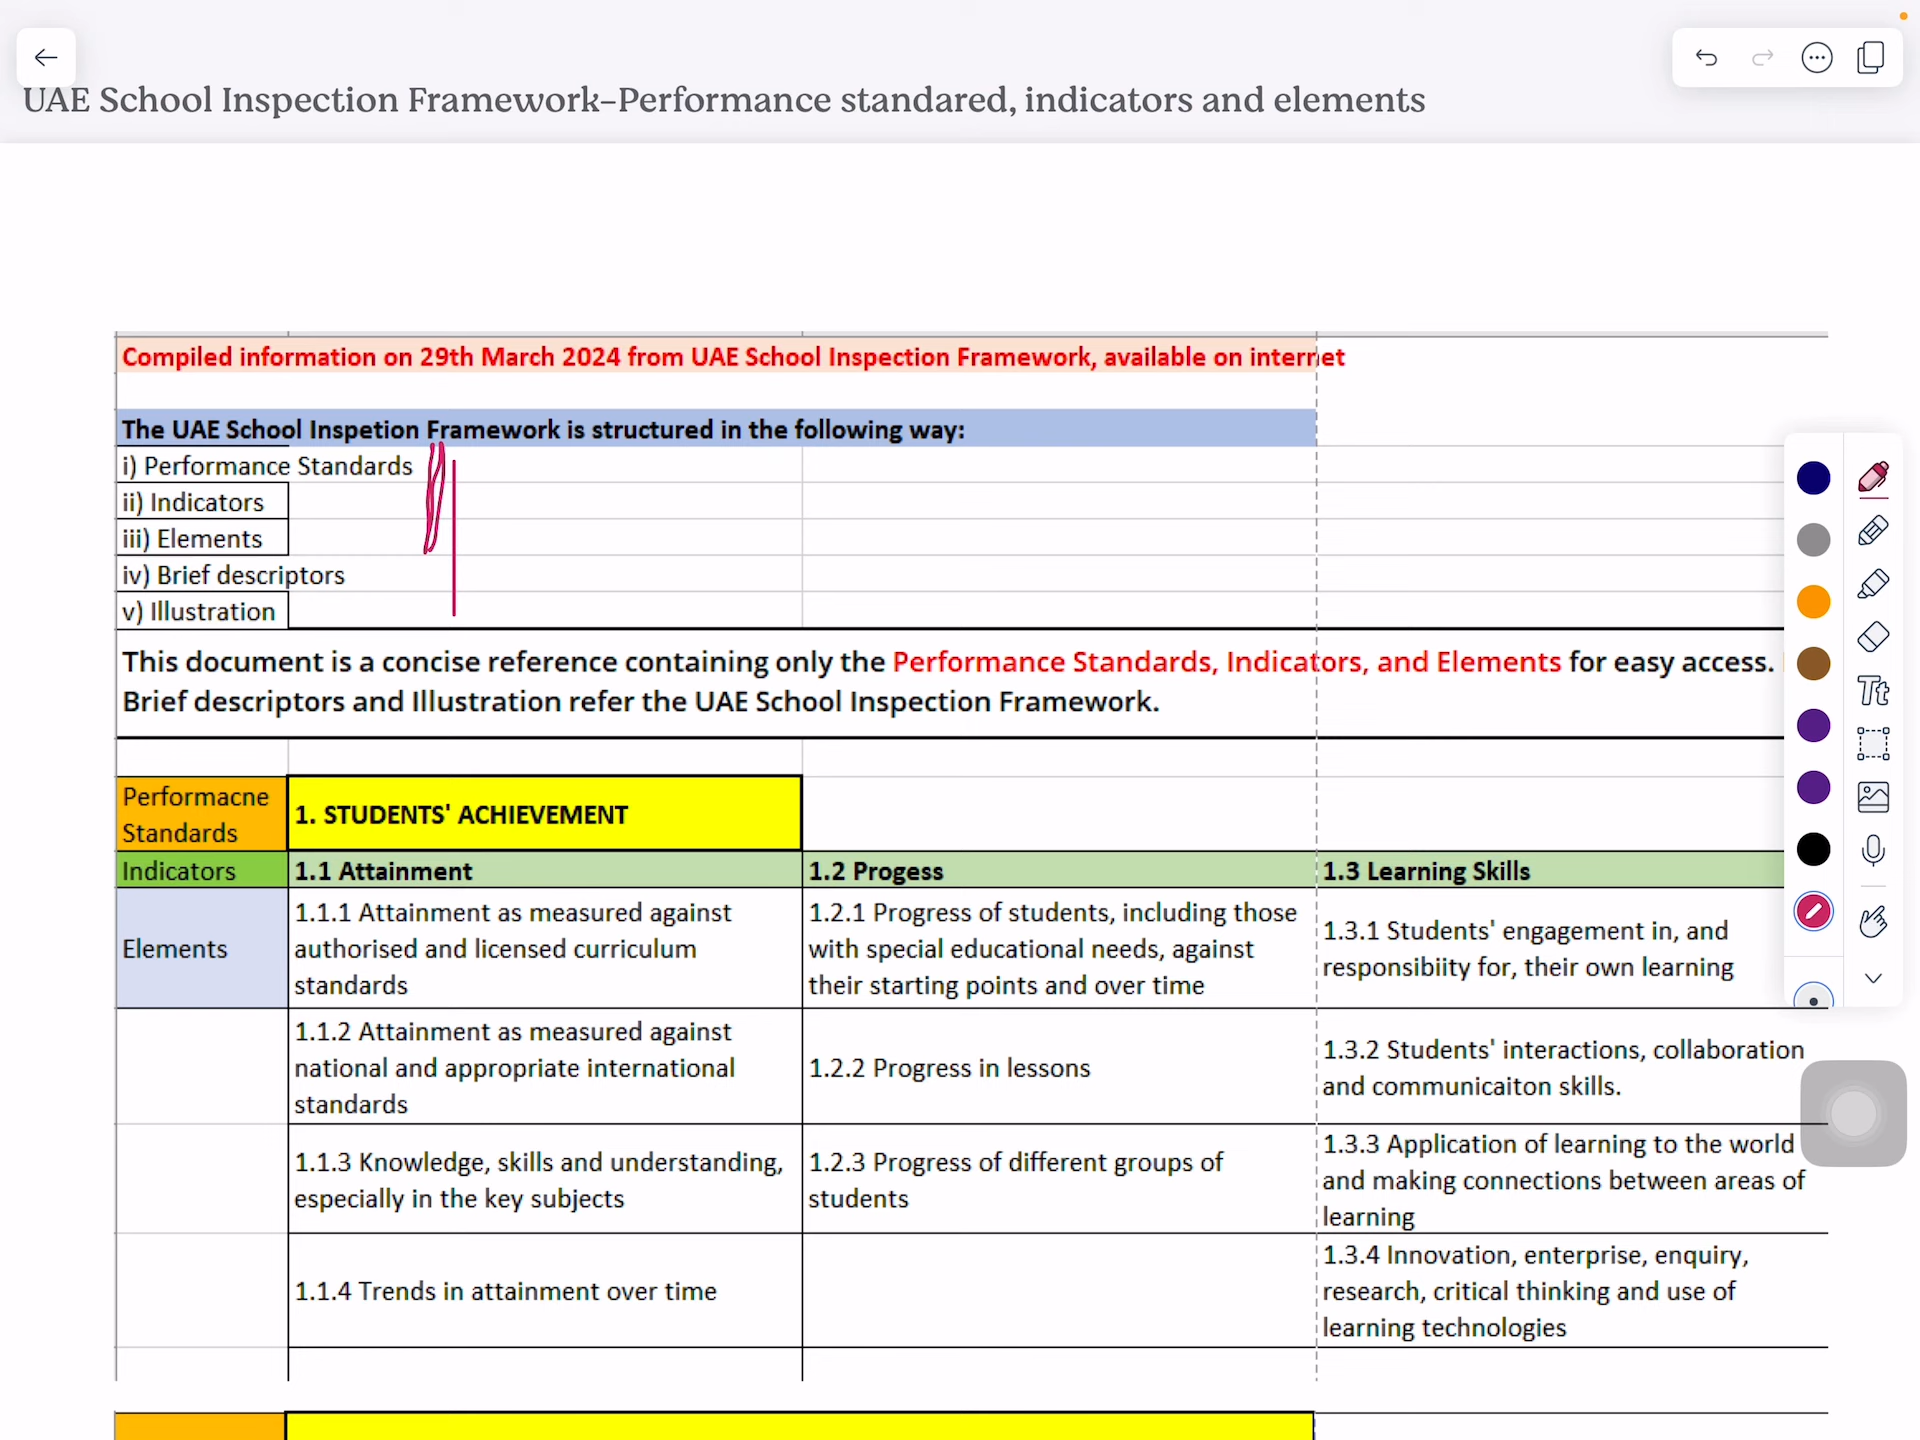 UAE School Inspection Framework–Performance standared, indicators and elements
Compiled information on 29th March 2024 from UAE School Inspection Framework, available on internet
The UAE School Inspetion Framework is structured in the following way:
i) Performance Standards
ii) Indicators
iii) Elements
iv) Brief descriptors
v) Illustration
This document is a concise reference containing only the Performance Standards, Indicators, and Elements for easy access.
Brief descriptors and Illustration refer the UAE School Inspection Framework.
Performacne
Standards
1. STUDENTS' ACHIEVEMENT
Indicators
1.1 Attainment
1.2 Progess
1.3 Learning Skills
Elements
1.1.1 Attainment as measured against
authorised and licensed curriculum
standards
1.2.1 Progress of students, including those
with special educational needs, against
their starting points and over time
1.3.1 Students' engagement in, and
responsibiity for, their own learning
1.1.2 Attainment as measured against
national and appropriate international
standards
1.2.2 Progress in lessons
1.3.2 Students' interactions, collaboration
and communicaiton skills.
1.1.3 Knowledge, skills and understanding,
especially in the key subjects
1.2.3 Progress of different groups of
students
1.3.3 Application of learning to the world
and making connections between areas of
learning
1.1.4 Trends in attainment over time
1.3.4 Innovation, enterprise, enquiry,
research, critical thinking and use of
learning technologies
Tt